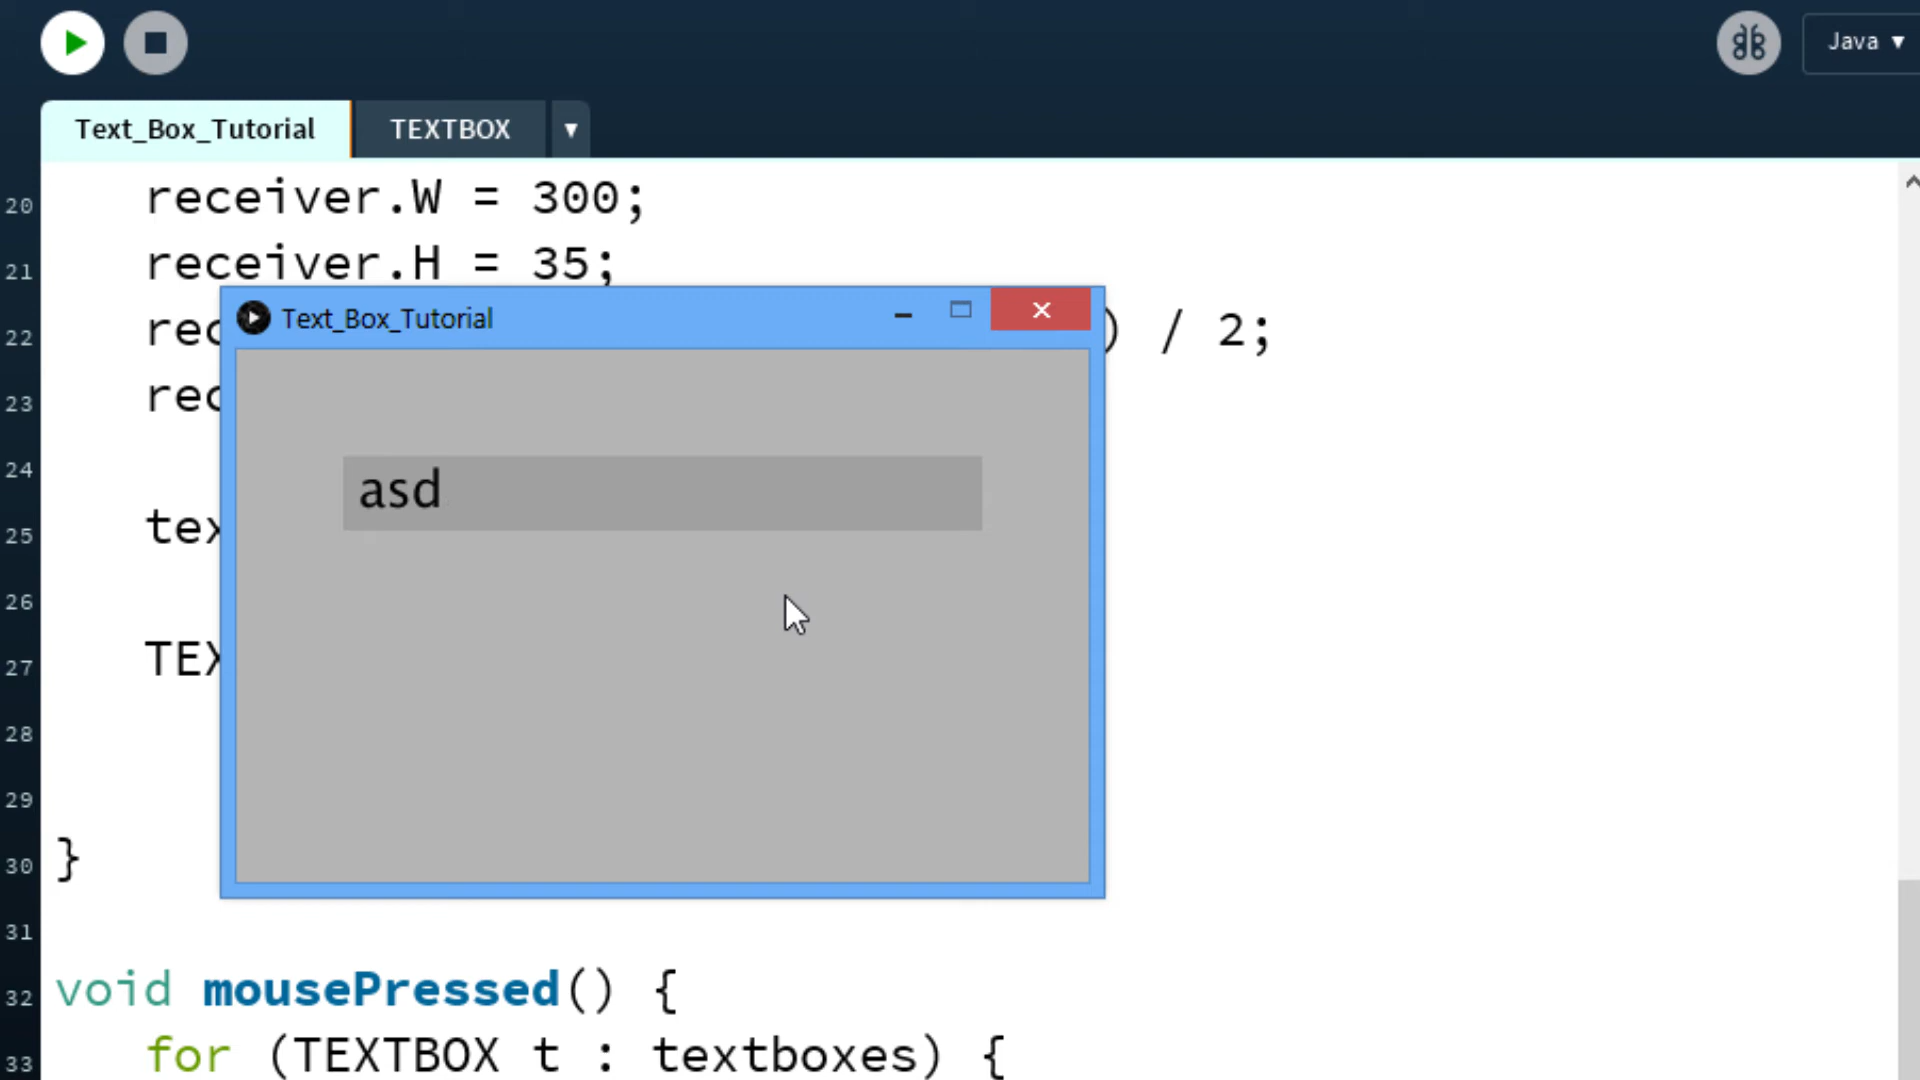 Java ▼
Text_Box_Tutorial TEXTBOX ▼
20 receiver.W = 300;
21 receiver.H = 35;
22 rec ) / 2;
23 rec
24
25 tex
26
27 TEX
28
29
30 }
31
32 void mousePressed() {
33 for (TEXTBOX t : textboxes) {
Text_Box_Tutorial
asd